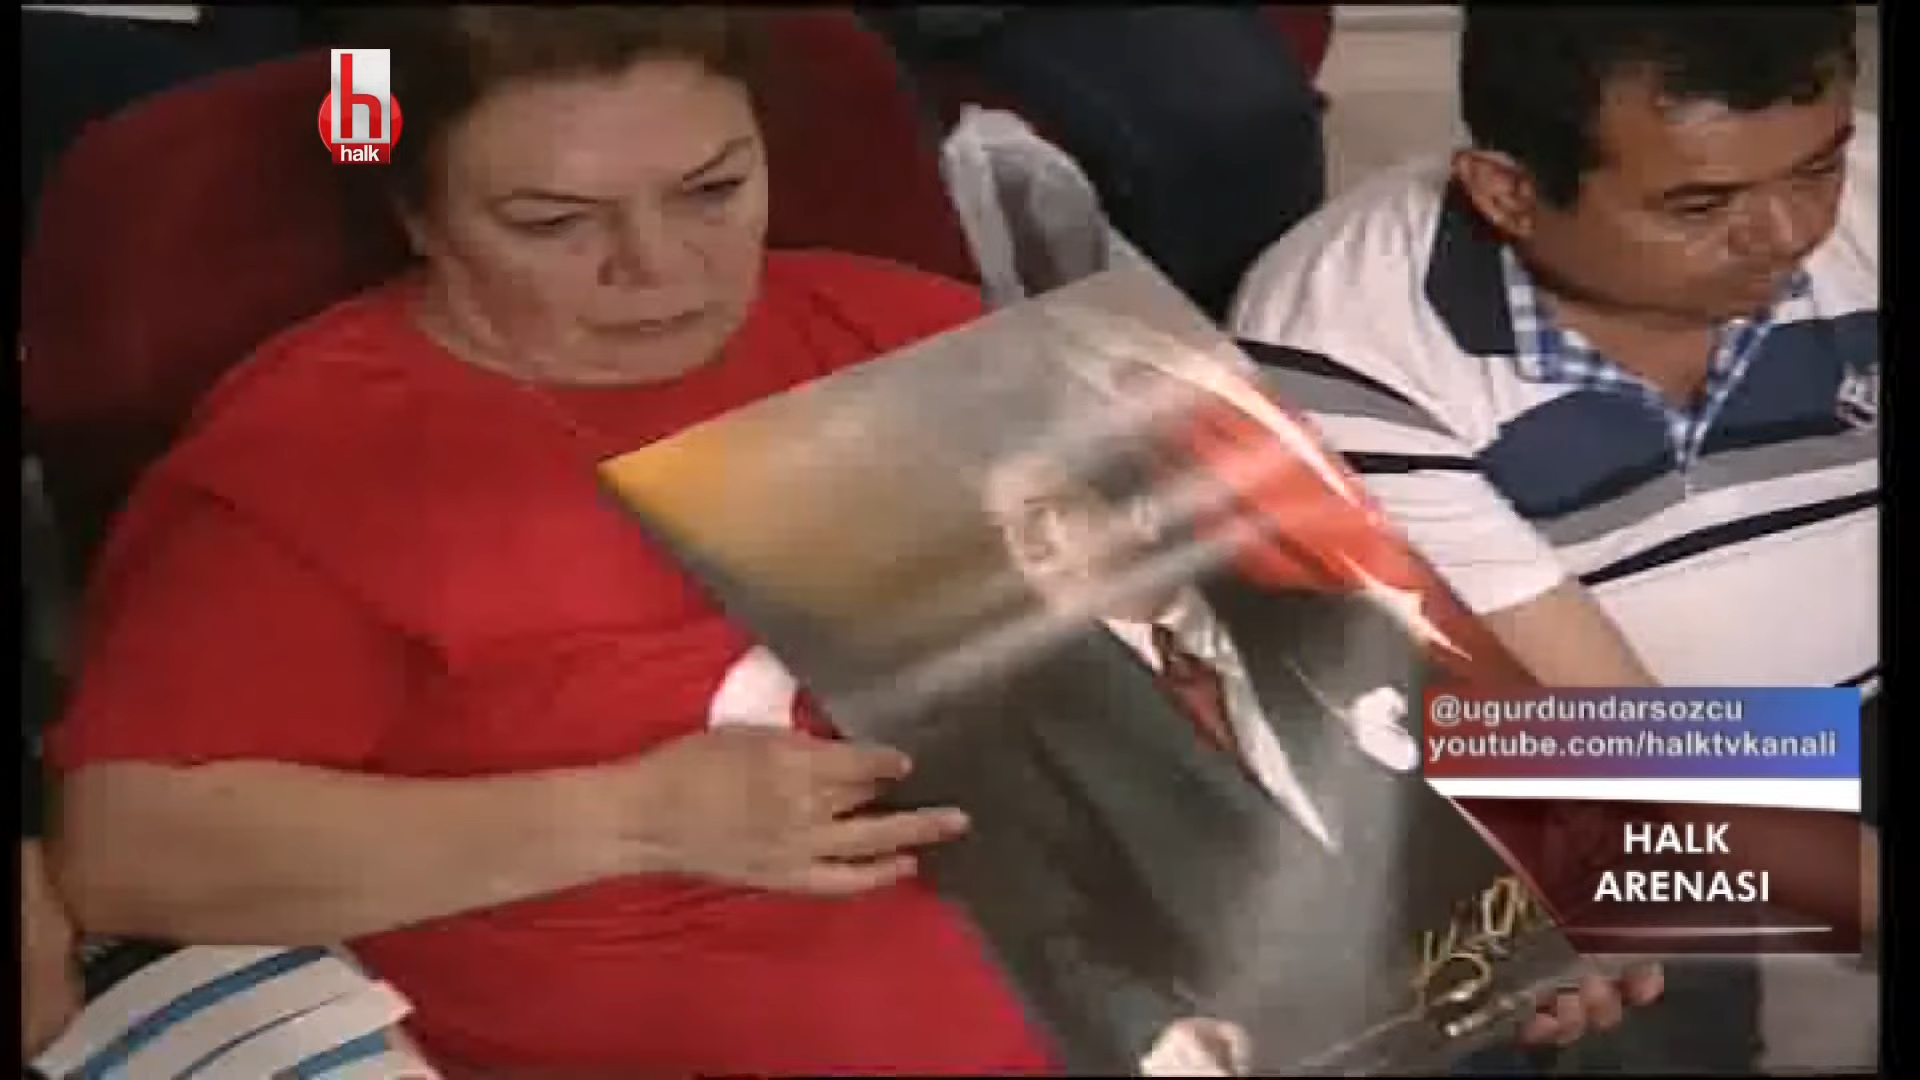 h
halk
@ugurdundarsozcu
youtube.com/halktvkanali
HALK
ARENASI